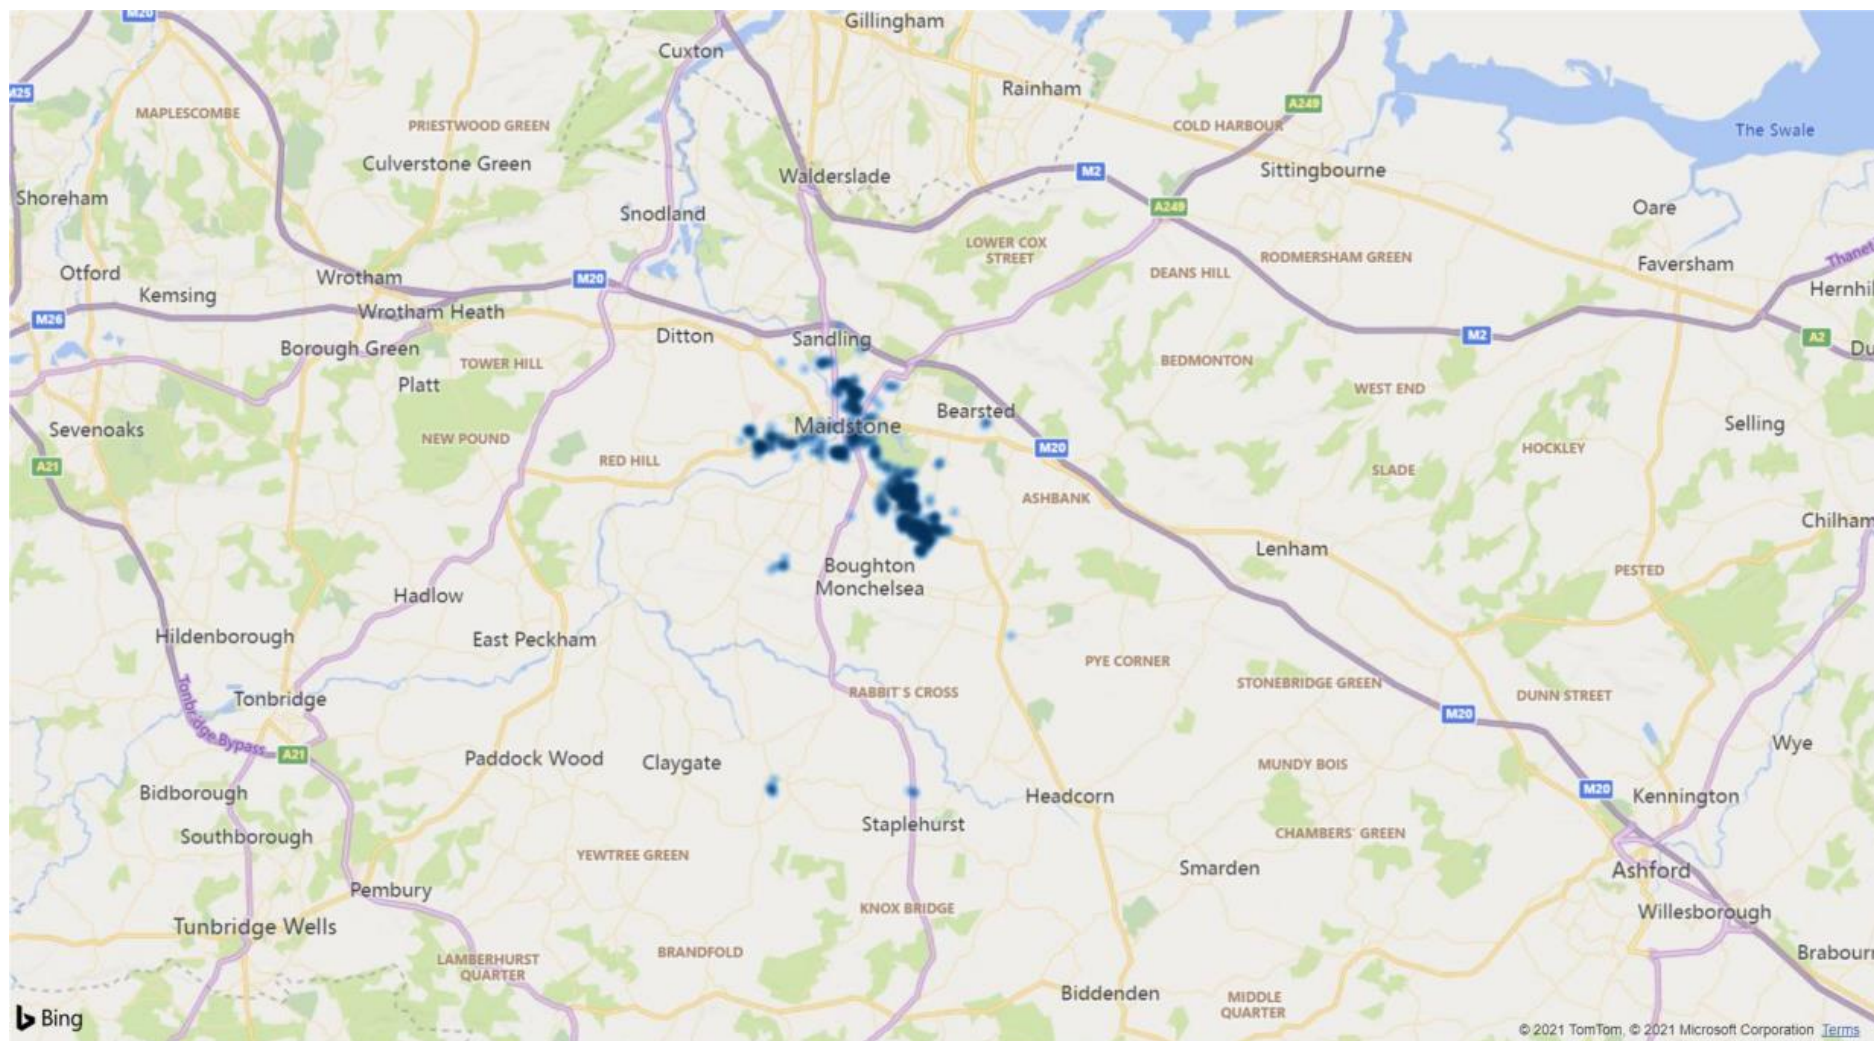 M20
Gillingham
Cuxton
M25
Rainham
A249
MAPLESCOMBE
PRIESTWOOD GREEN
COLD HARBOUR
The Swale
Culverstone Green
Walderslade
M2
Sittingbourne
Shoreham
Snodland
A249
Oare
LOWER COX
STREET
RODMERSHAM GREEN
Otford
Wrotham
M20
DEANS HILL
Faversham
Thanet
Kemsing
Hernhil
M26
Wrotham Heath
Ditton
Sandling
M2
A2
Borough Green
TOWER HILL
BEDMONTON
Du
Platt
WEST END
Sevenoaks
NEW POUND
Maidstone
Bearsted
Selling
A21
RED HILL
M20
HOCKLEY
SLADE
ASHBANK
Chilham
Lenham
Boughton
Monchelsea
PESTED
Hadlow
Hildenborough
East Peckham
PYE CORNER
Tonbridge
RABBIT`S CROSS
STONEBRIDGE GREEN
DUNN STREET
Tonbridge Bypass
M20
A21
Paddock Wood
Claygate
MUNDY BOIS
Wye
Bidborough
Headcorn
M20
Kennington
Southborough
Staplehurst
CHAMBERS` GREEN
YEWTREE GREEN
Smarden
Ashford
Pembury
KNOX BRIDGE
Willesborough
Tunbridge Wells
LAMBERHURST
QUARTER
BRANDFOLD
Brabourn
Biddenden
MIDDLE
QUARTER
Bing
© 2021 TomTom, © 2021 Microsoft Corporation Terms